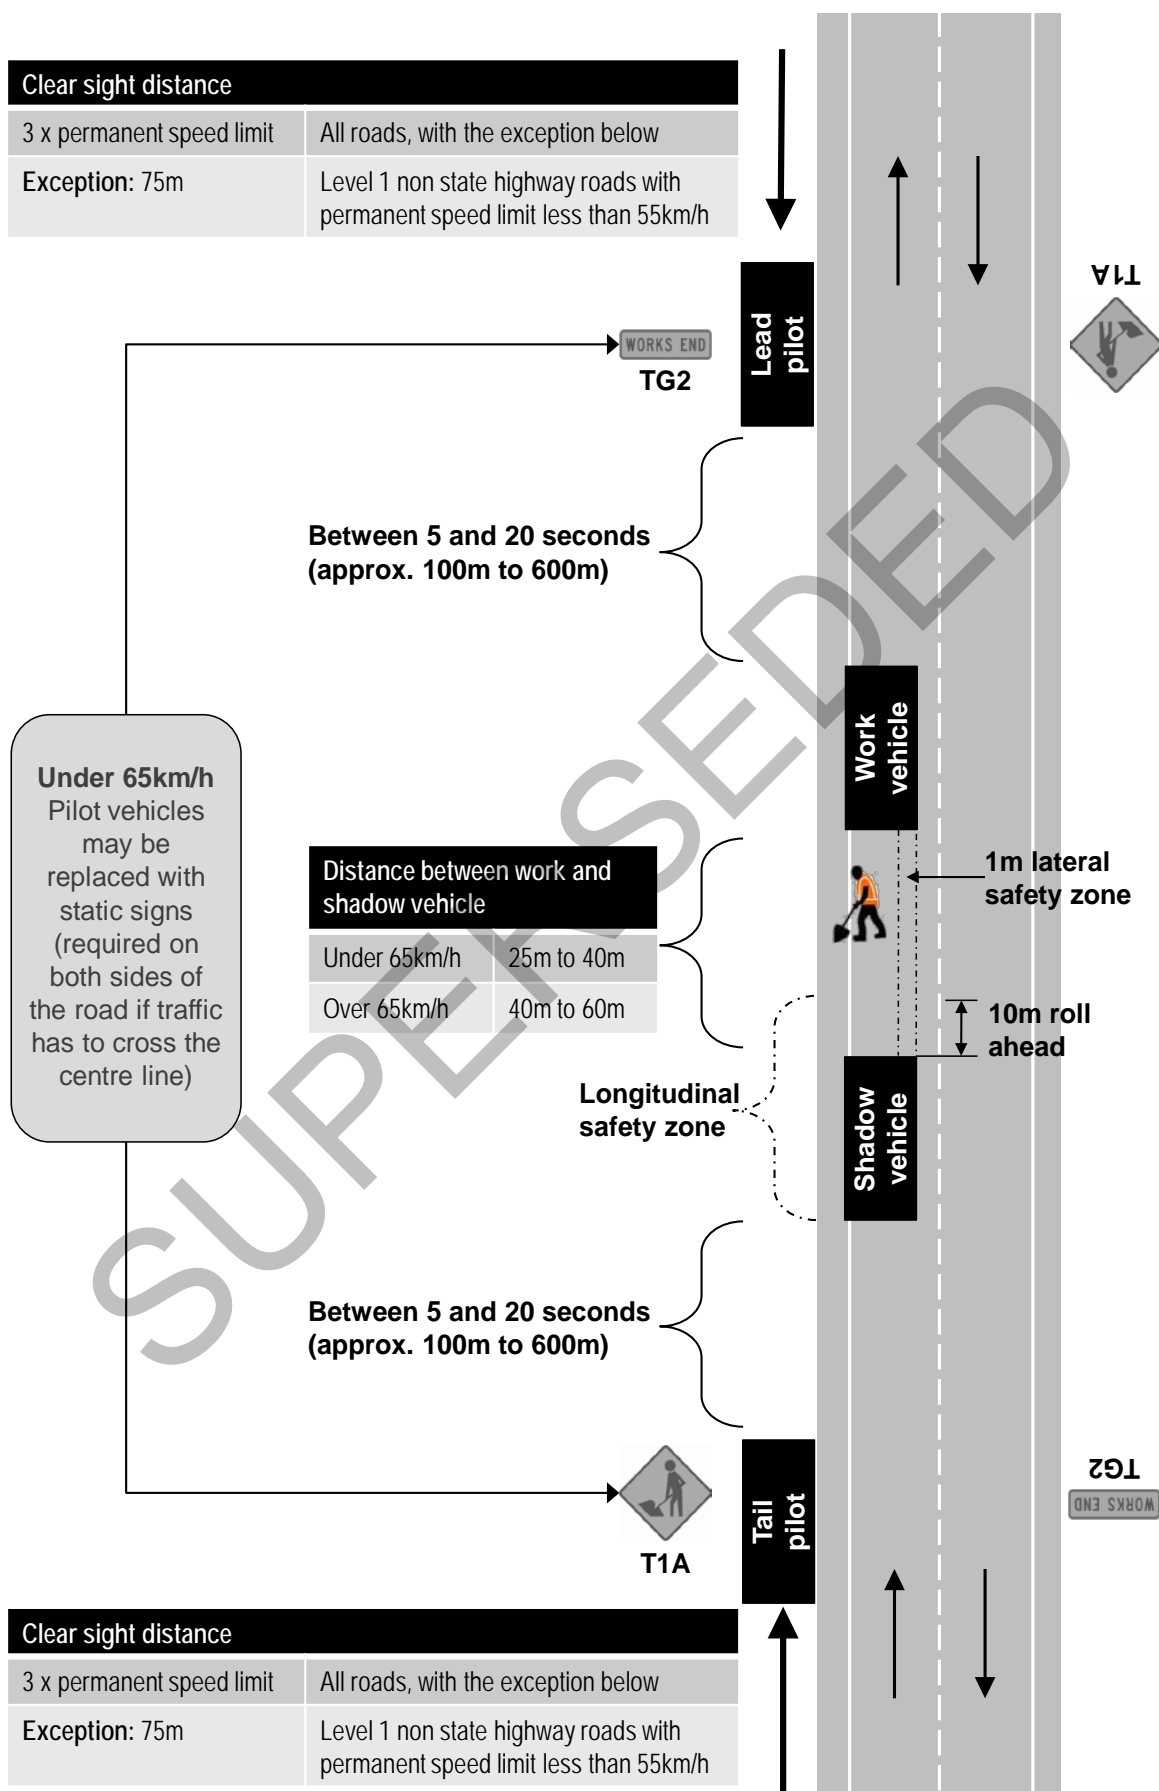 Clear sight distance
3 x permanent speed limit All roads, with the exception below
Exception: 75m Level 1 non state highway roads with
permanent speed limit less than 55km/h
T1A
WORKS END
TG2
Lead
pilot
Between 5 and 20 seconds
(approx. 100m to 600m)
Work
vehicle
Under 65km/h
Pilot vehicles
may be
replaced with
static signs
(required on
both sides of
the road if traffic
has to cross the
centre line)
Distance between work and
shadow vehicle
Under 65km/h 25m to 40m
Over 65km/h 40m to 60m
1m lateral
safety zone
10m roll
ahead
Longitudinal
safety zone
Shadow
vehicle
SUPERSEDED
Between 5 and 20 seconds
(approx. 100m to 600m)
Tail
pilot
T1A
TG2
WORKS END
Clear sight distance
3 x permanent speed limit All roads, with the exception below
Exception: 75m Level 1 non state highway roads with
permanent speed limit less than 55km/h